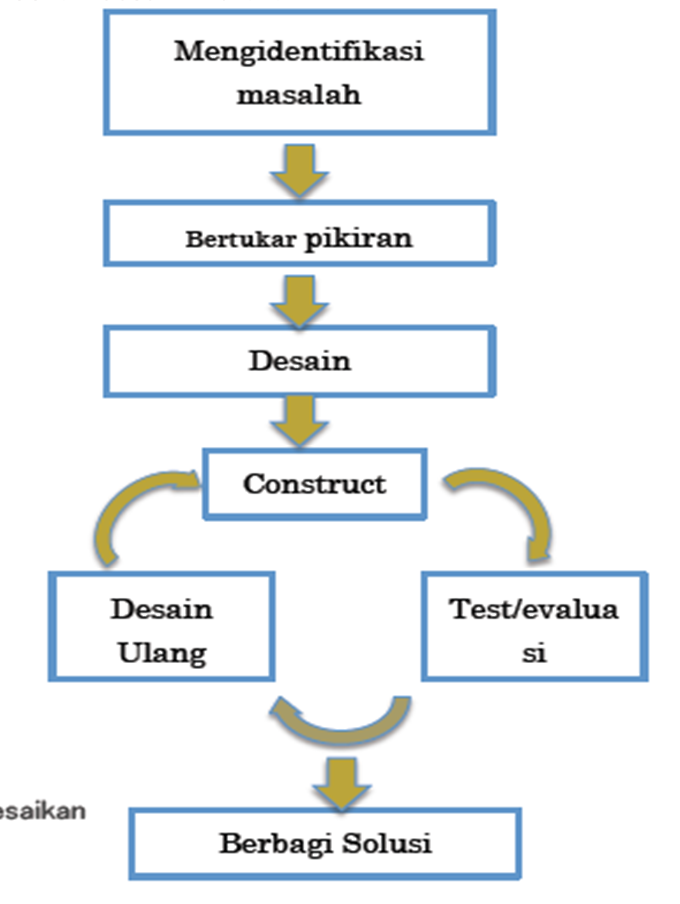 Mengidentifikasi
masalah
Bertukar pikiran
Desain
Construct
Desain
Ulang
Test/evalua
si
esaikan
Berbagi Solusi